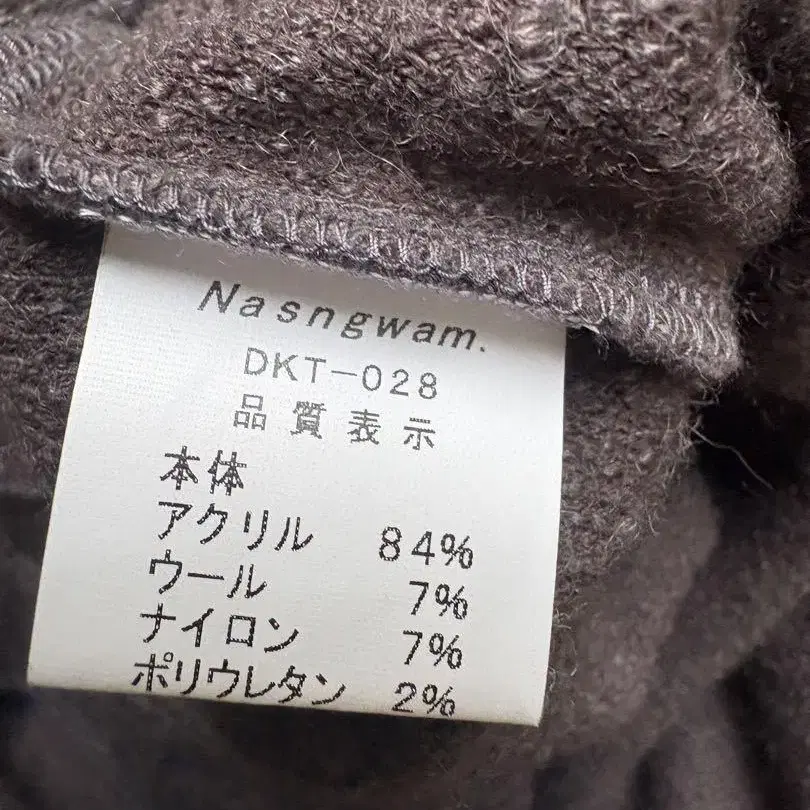 Nasngwam.
DKT-028
品質表示
本体
アクリル 84%
ウール 7%
ナイロン 7%
ポリウレタン 2%